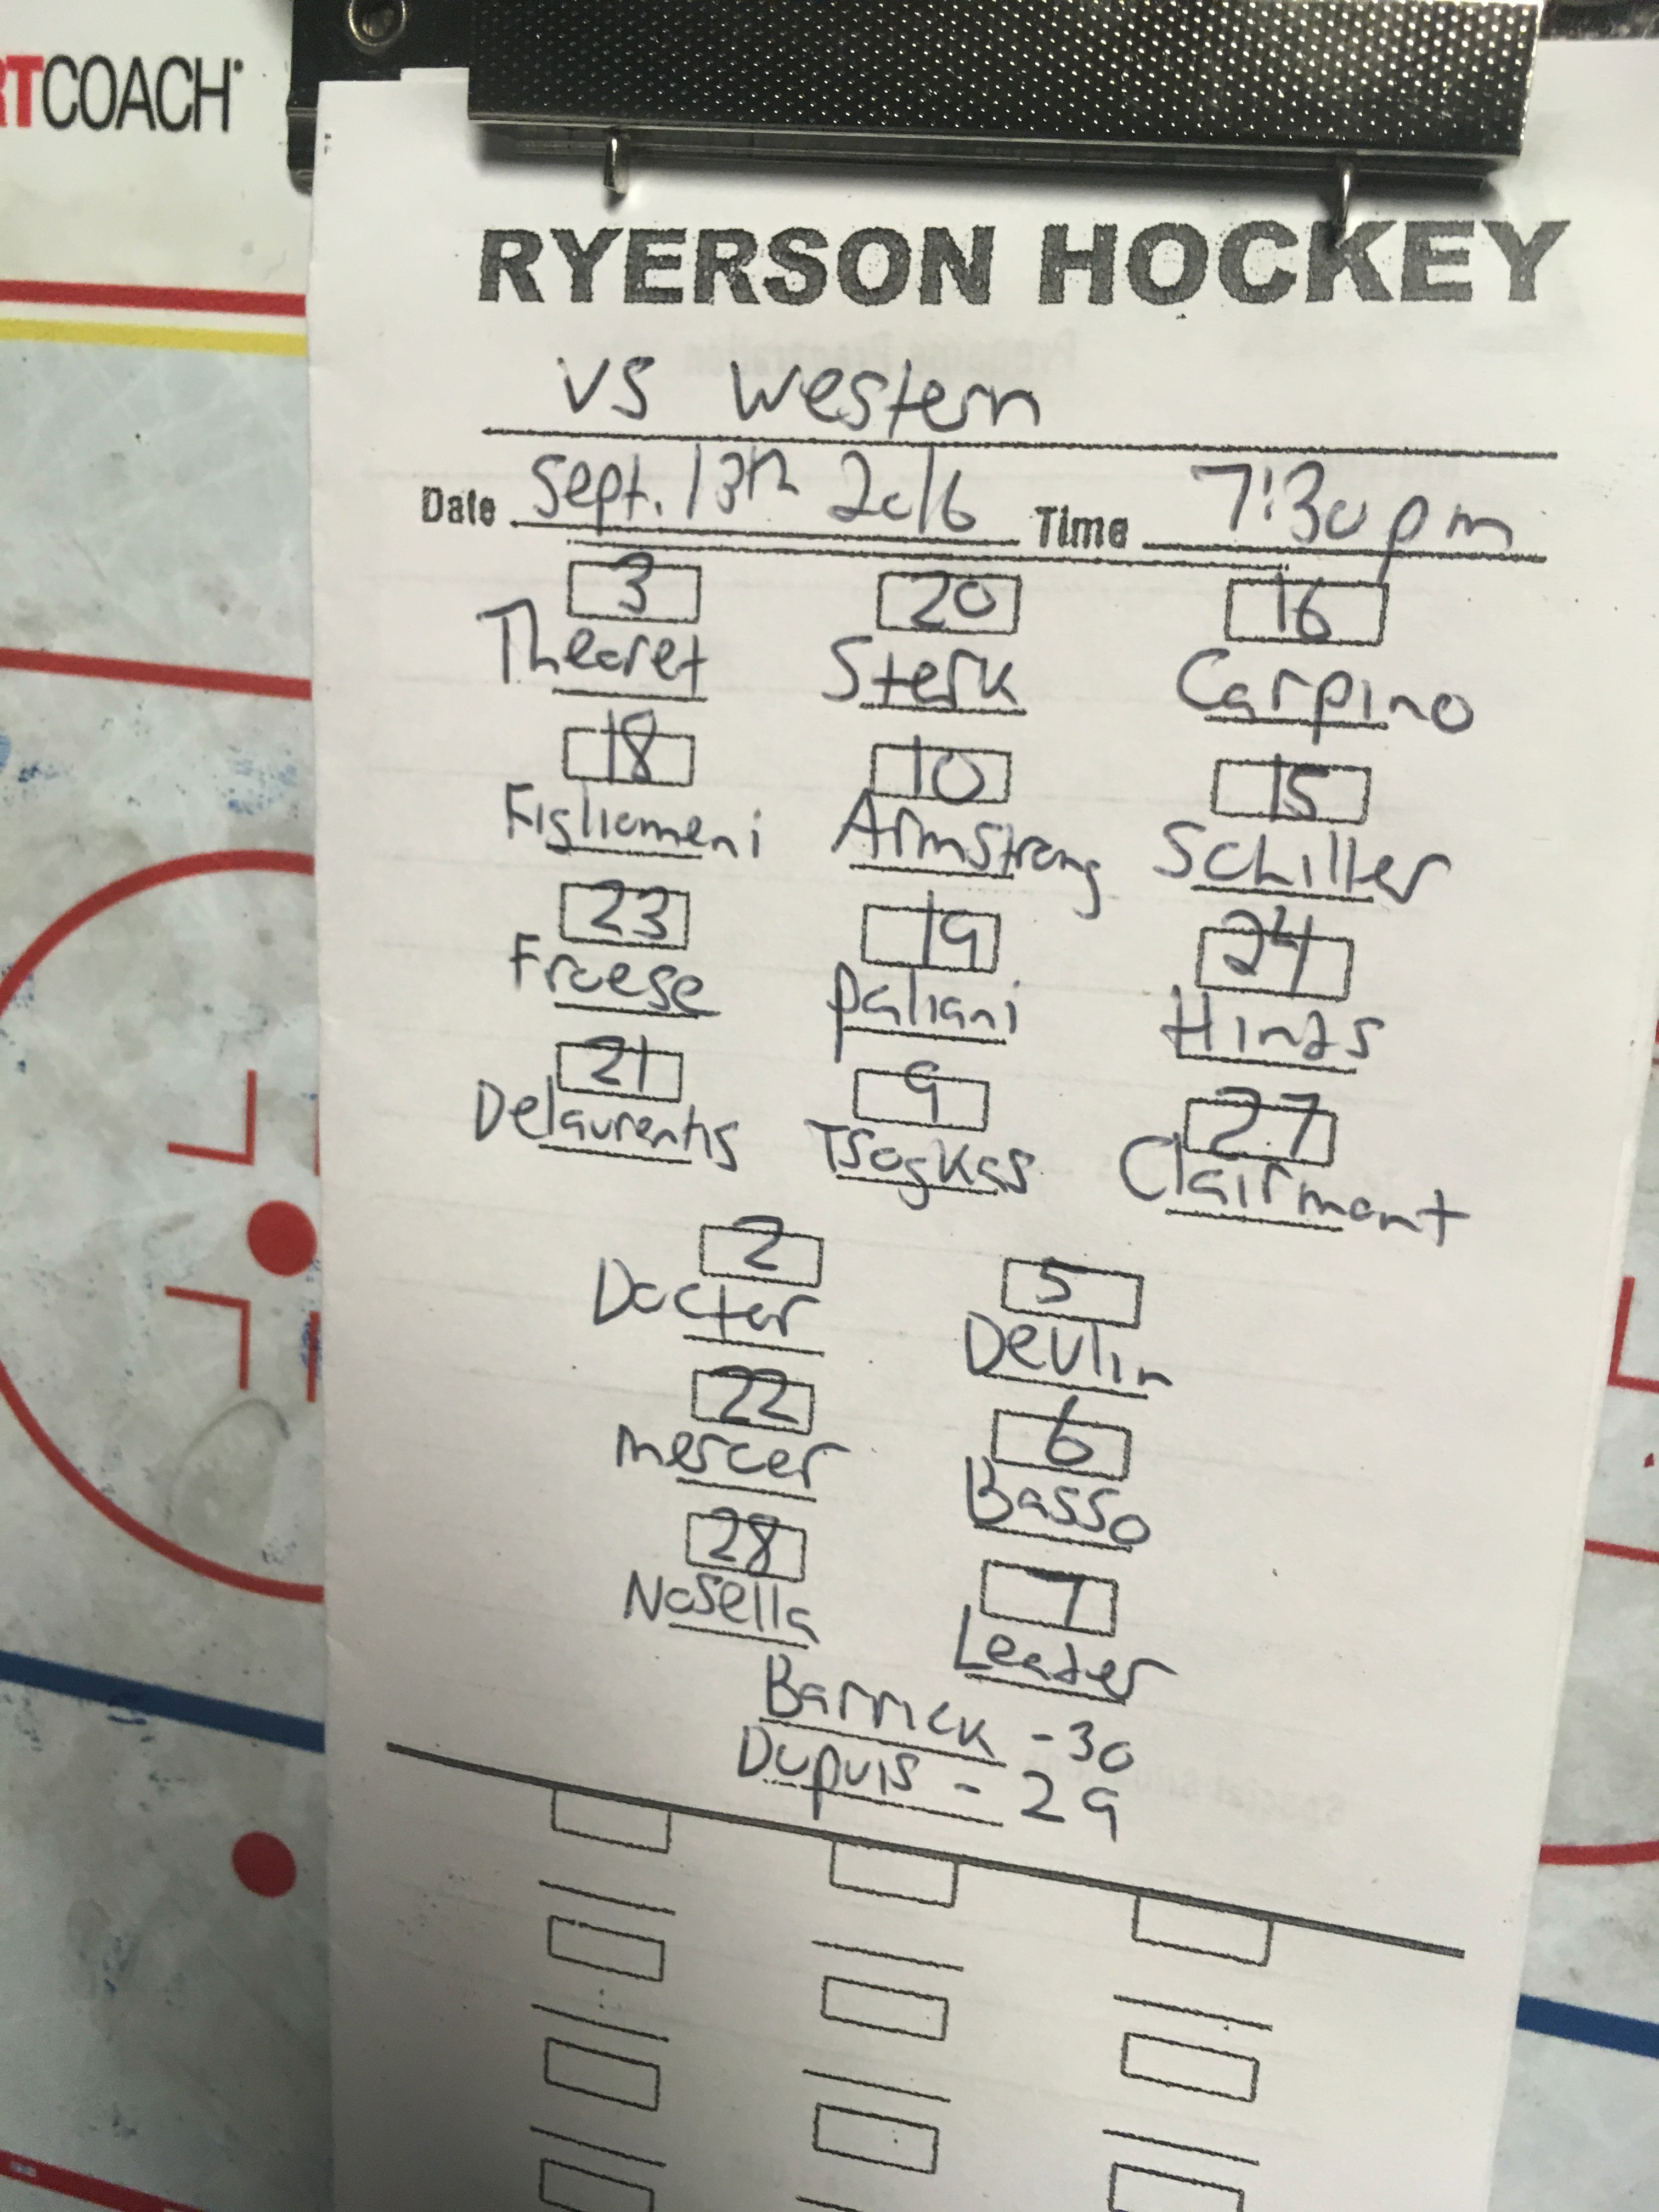 RTCOACH
RYERSON HOCKEY
vs Western
Date Sept. 13th 2016 Time 7:30pm
3 20 16
Theoret Sterk Carpino
18 10 15
Figliomeni Armstrong Schiller
23 19 24
Froese Paliani Hinds
21 9 27
Delaurentis Tsogkas Clairmont
2 5
Doctor Devlin
22 6
Mercer Basso
28 7
Nosella Leader
Barrick - 30
Dupuis - 29